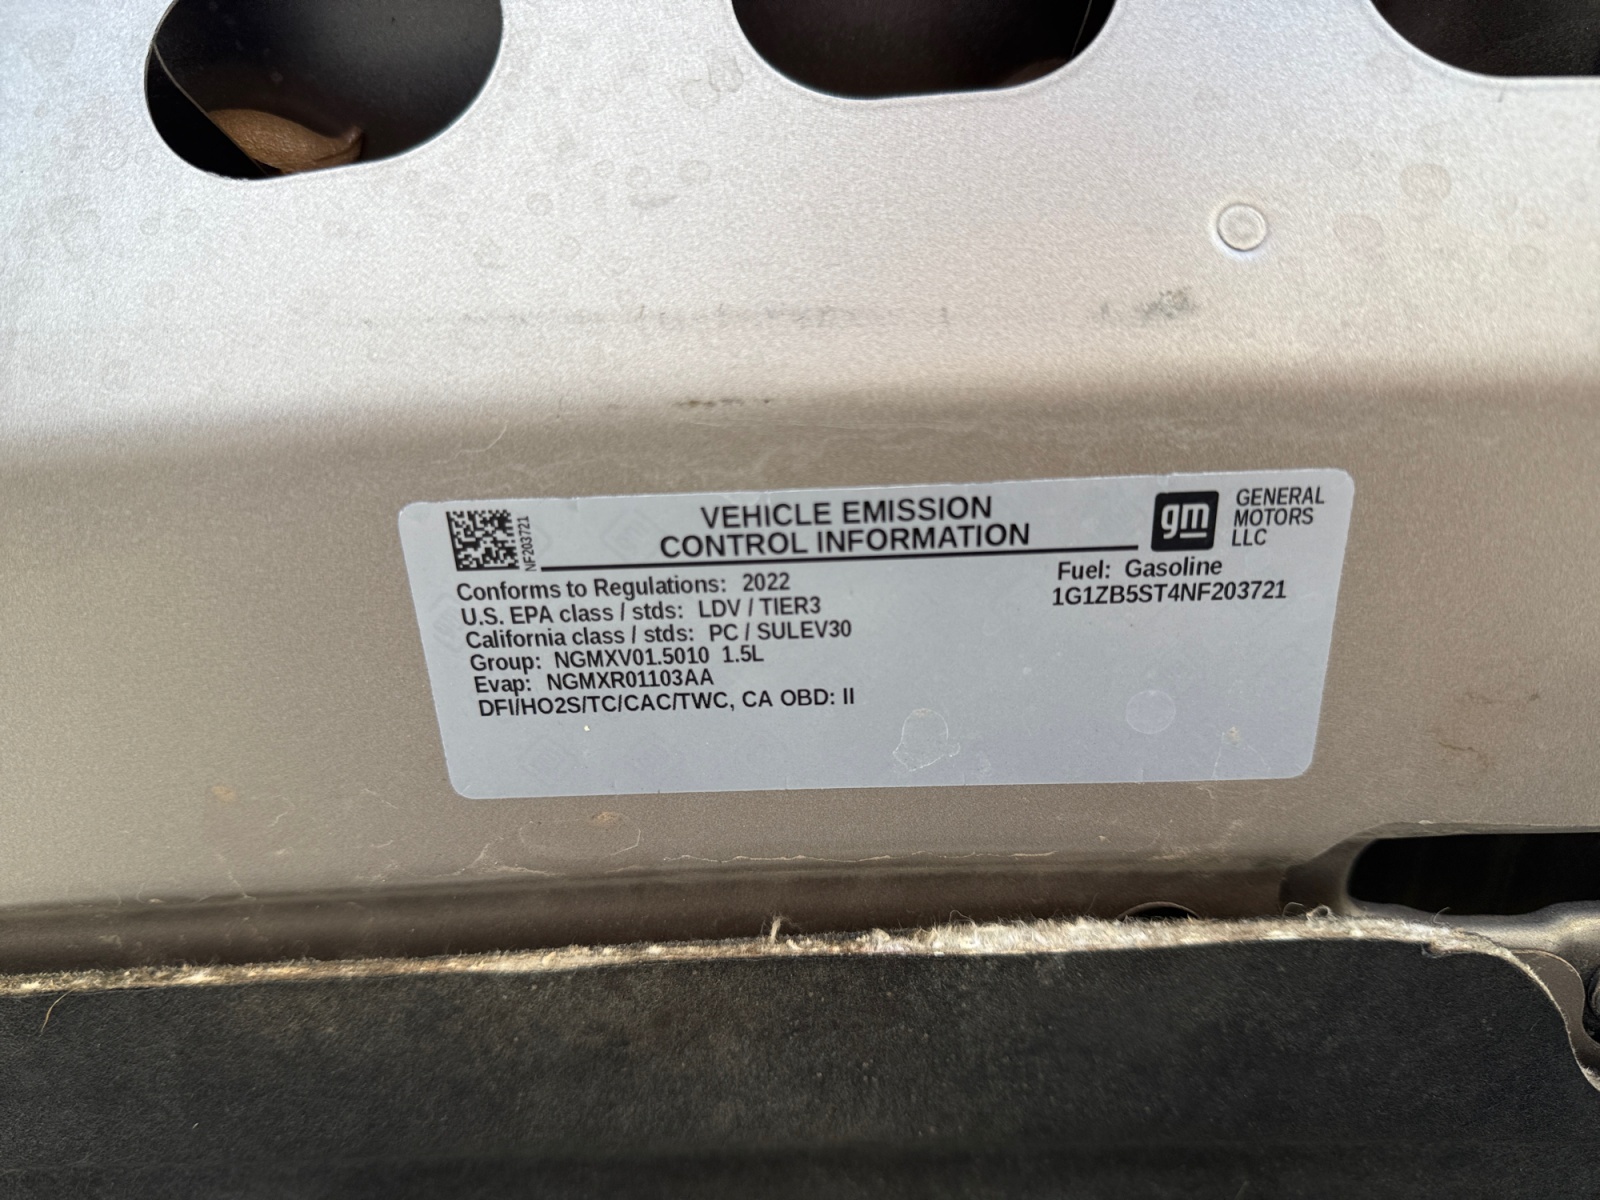 NF203721
VEHICLE EMISSION
CONTROL INFORMATION
gm
GENERAL
MOTORS
LLC
Conforms to Regulations: 2022
U.S. EPA class / stds: LDV / TIER3
California class / stds: PC / SULEV30
Group: NGMXV01.5010 1.5L
Evap: NGMXR01103AA
DFI/HO2S/TC/CAC/TWC, CA OBD: II
Fuel: Gasoline
1G1ZB5ST4NF203721